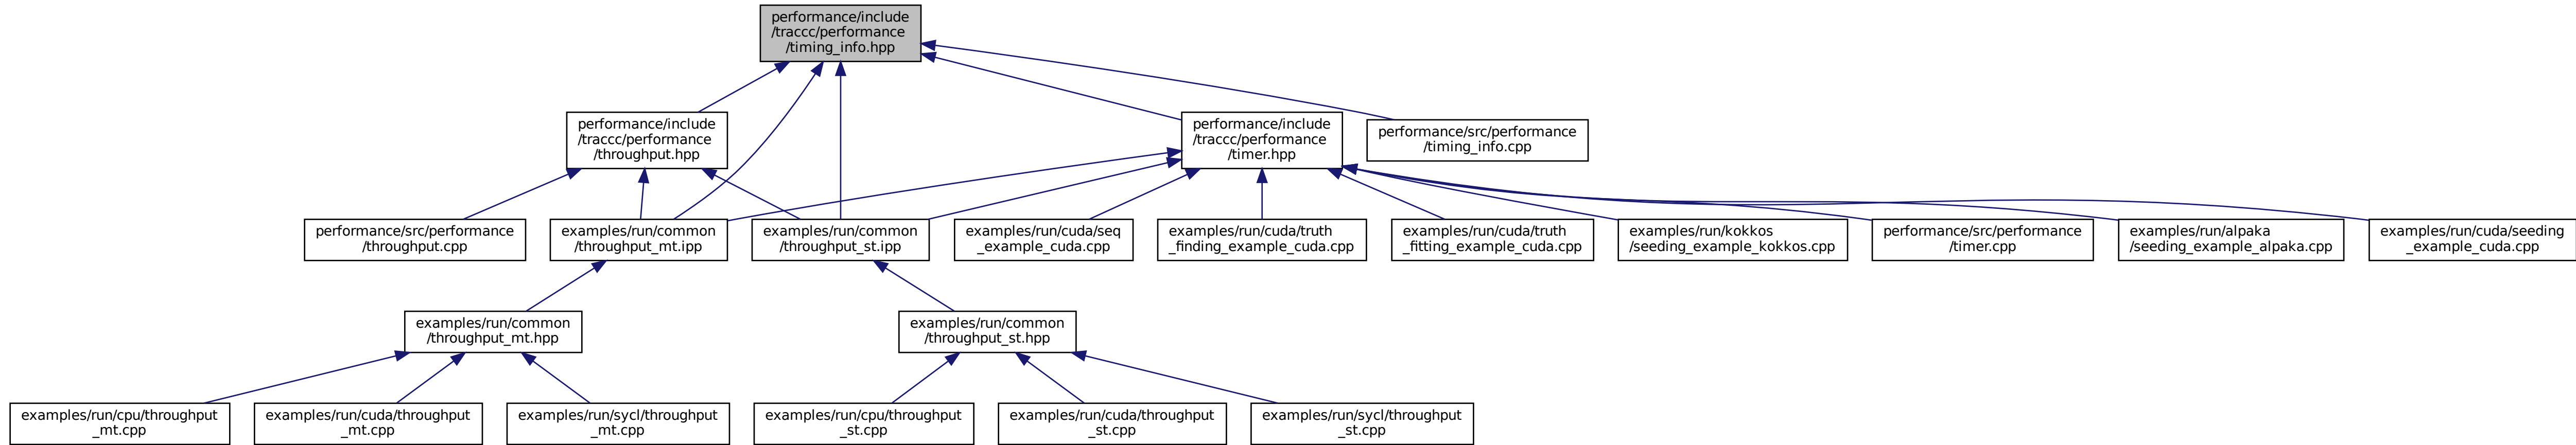 performance/include
/traccc/performance
/timing_info.hpp
performance/include
/traccc/performance
/throughput.hpp
performance/include
/traccc/performance
/timer.hpp
performance/src/performance
/timing_info.cpp
performance/src/performance
/throughput.cpp
examples/run/common
/throughput_mt.ipp
examples/run/common
/throughput_st.ipp
examples/run/cuda/seq
_example_cuda.cpp
examples/run/cuda/truth
_finding_example_cuda.cpp
examples/run/cuda/truth
_fitting_example_cuda.cpp
examples/run/kokkos
/seeding_example_kokkos.cpp
performance/src/performance
/timer.cpp
examples/run/alpaka
/seeding_example_alpaka.cpp
examples/run/cuda/seeding
_example_cuda.cpp
examples/run/common
/throughput_mt.hpp
examples/run/common
/throughput_st.hpp
examples/run/cpu/throughput
_mt.cpp
examples/run/cuda/throughput
_mt.cpp
examples/run/sycl/throughput
_mt.cpp
examples/run/cpu/throughput
_st.cpp
examples/run/cuda/throughput
_st.cpp
examples/run/sycl/throughput
_st.cpp